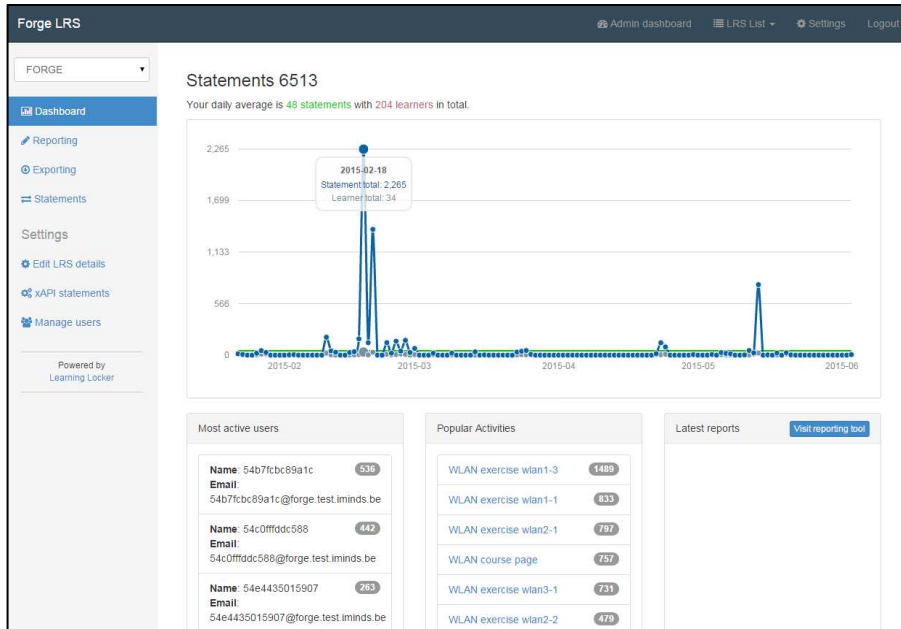 Forge LRS
Admin dashboard
LRS List
Settings
Logout
FORGE
Dashboard
Reporting
Exporting
Statements
Settings
Edit LRS details
xAPI statements
Manage users
Powered by
Learning Locker
Statements 6513
Your daily average is 48 statements with 204 learners in total.
2,265
1,699
1,133
566
0
2015-02-18
Statement total: 2,265
Learner total: 34
2015-02
2015-03
2015-04
2015-05
2015-06
Most active users
Name: 54b7fcbc89a1c
536
Email:
54b7fcbc89a1c@forge.test.iminds.be
Name: 54c0fffddc588
442
Email:
54c0fffddc588@forge.test.iminds.be
Name: 54e4435015907
263
Email:
54e4435015907@forge.test.iminds.be
Popular Activities
WLAN exercise wlan1-3
1489
WLAN exercise wlan1-1
833
WLAN exercise wlan2-1
797
WLAN course page
757
WLAN exercise wlan3-1
731
WLAN exercise wlan2-2
479
Latest reports
Visit reporting tool